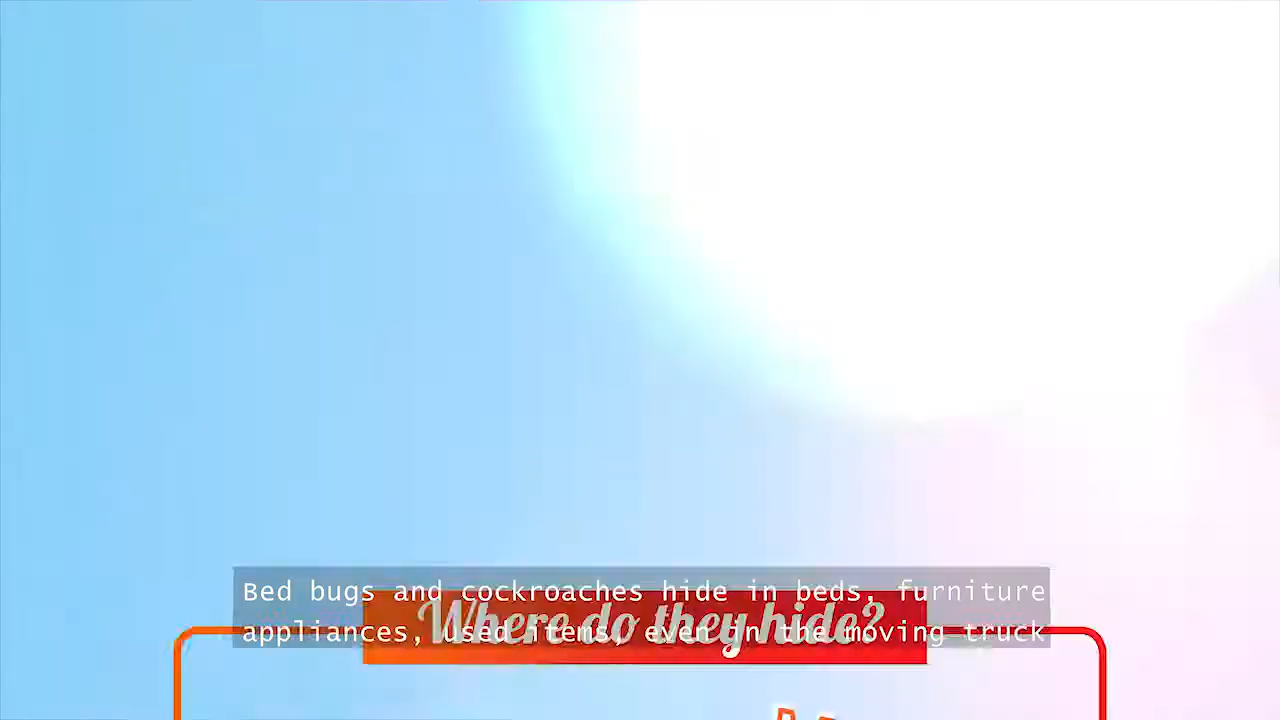 Bed bugs and cockroaches hide in beds, furniture
appliances, used items, even in the moving truck
Where do they hide?